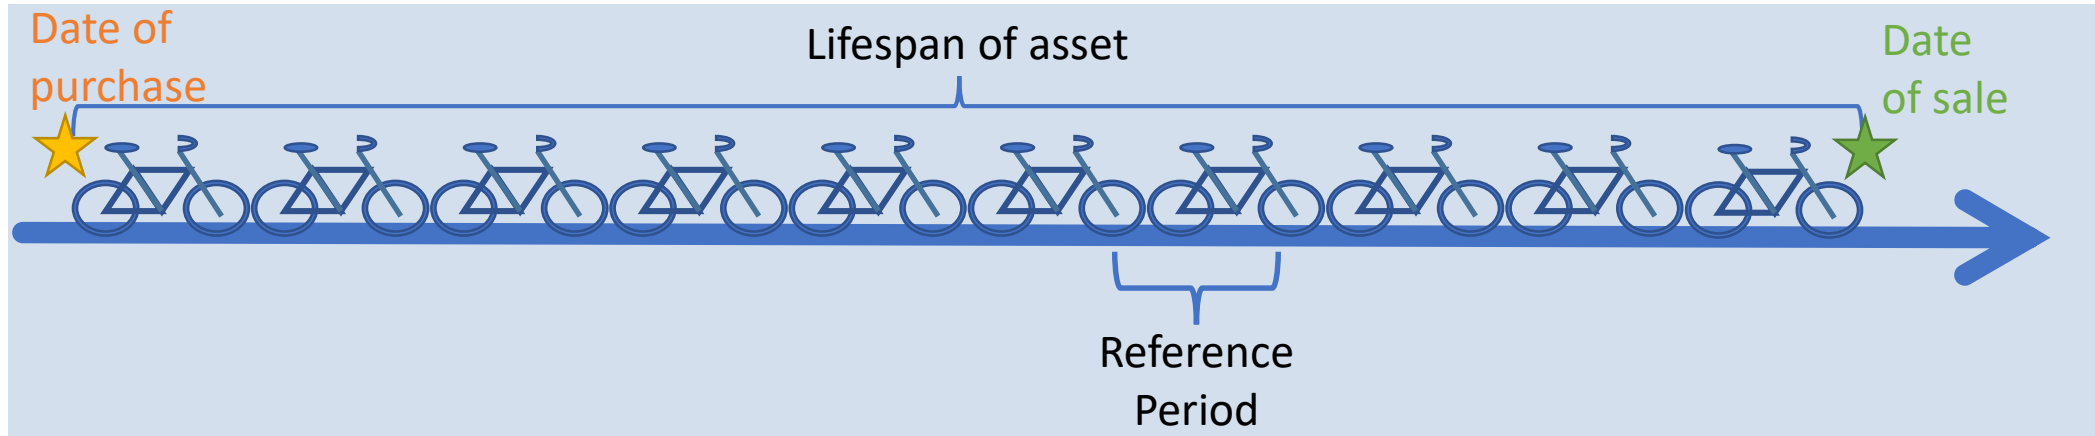 Date of
purchase
Lifespan of asset
Date
of sale
Reference
Period